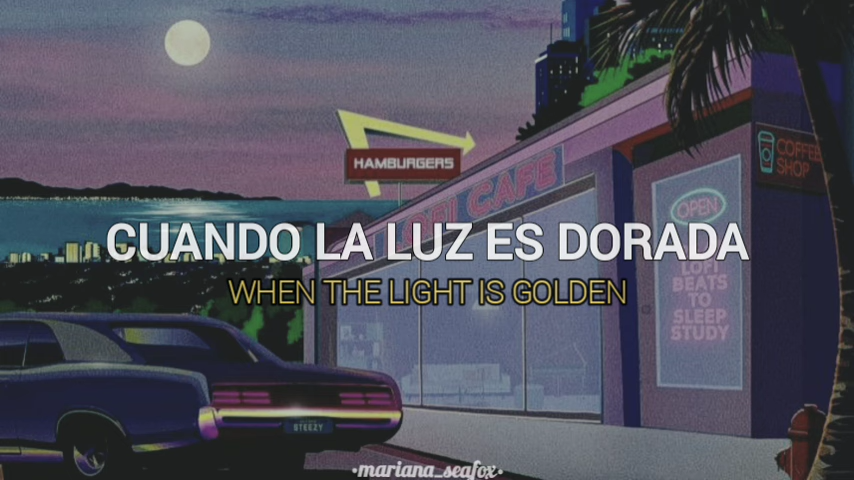 HAMBURGERS
LOFI CAFE
COFFEE
SHOP
OPEN
CUANDO LA LUZ ES DORADA
WHEN THE LIGHT IS GOLDEN
LOFI
BEATS
TO
SLEEP
STUDY
STEEZY
•mariana_seafox•